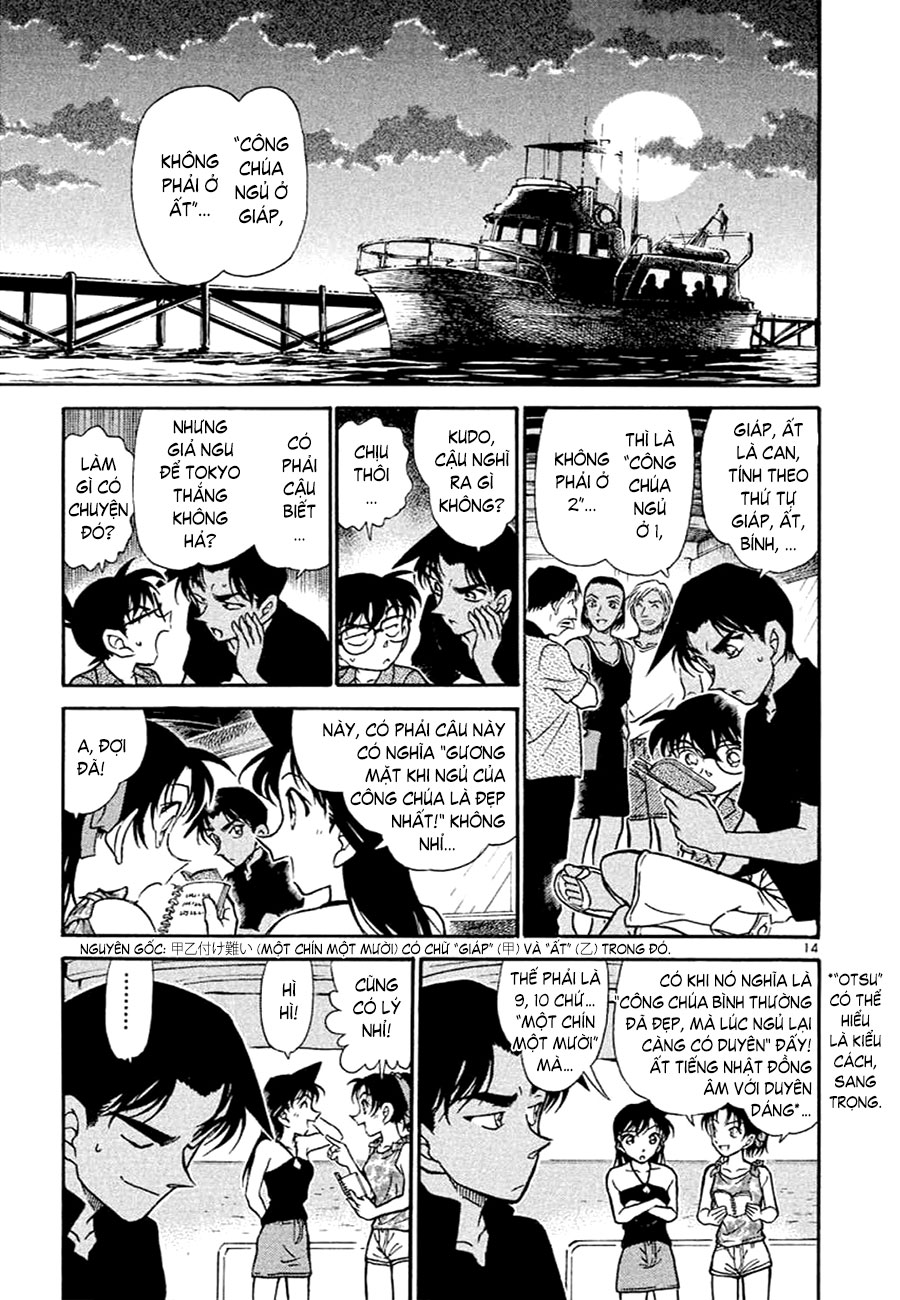 "CÔNG
CHÚA
NGỦ Ở
GIÁP,
KHÔNG
PHẢI Ở
ẤT"...
GIÁP, ẤT
LÀ CAN,
TÍNH THEO
THỨ TỰ
GIÁP, ẤT,
BÍNH, ...
THÌ LÀ
"CÔNG
CHÚA
NGỦ
Ở 1,
KHÔNG
PHẢI Ở
2"...
KUDO,
CẬU NGHĨ
RA GÌ
KHÔNG?
CHỊU
THÔI
...
CÓ
PHẢI
CẬU
BIẾT
...
NHƯNG
GIẢ NGU
ĐỂ TOKYO
THẮNG
KHÔNG
HẢ?
LÀM
GÌ CÓ
CHUYỆN
ĐÓ?
NÀY, CÓ PHẢI CÂU NÀY
CÓ NGHĨA "GƯƠNG
MẶT KHI NGỦ CỦA
CÔNG CHÚA LÀ ĐẸP
NHẤT!" KHÔNG
NHỈ...
A, ĐỢI
ĐÃ!
NGUYÊN GỐC: 甲乙付け難い (MỘT CHÍN MỘT MƯỜI) CÓ CHỮ "GIÁP" (甲) VÀ "ẤT" (乙) TRONG ĐÓ.
14
CÓ KHI NÓ NGHĨA LÀ
"CÔNG CHÚA BÌNH THƯỜNG
ĐÃ ĐẸP, MÀ LÚC NGỦ LẠI
CÀNG CÓ DUYÊN" ĐẤY!
ẤT TIẾNG NHẬT ĐỒNG
ÂM VỚI DUYÊN
DÁNG*...
THẾ PHẢI LÀ
9, 10 CHỨ...
"MỘT CHÍN
MỘT MƯỜI"
MÀ...
*"OTSU"
CÓ THỂ
HIỂU
LÀ KIỂU
CÁCH,
SANG
TRỌNG.
CŨNG
CÓ LÝ
NHỈ!
HÌ
HÌ!
........